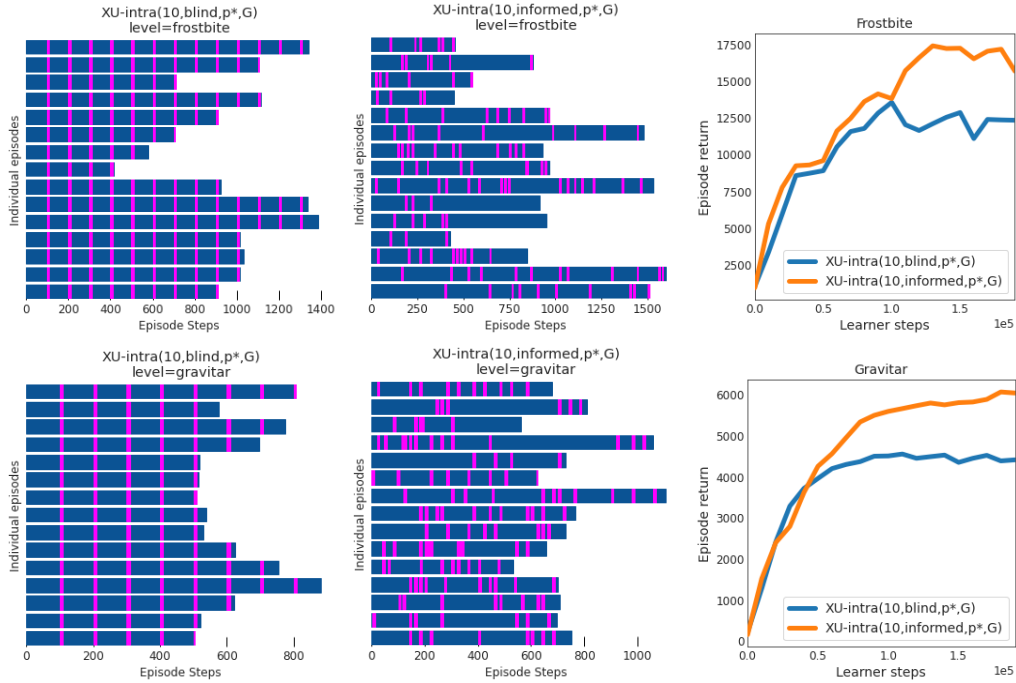 XU-intra(10,blind,p*,G)
level=frostbite
Individual episodes
0 200 400 600 800 1000 1200 1400
Episode Steps
XU-intra(10,informed,p*,G)
level=frostbite
Individual episodes
0 250 500 750 1000 1250 1500
Episode Steps
Frostbite
Episode return
17500
15000
12500
10000
7500
5000
2500
XU-intra(10,blind,p*,G)
XU-intra(10,informed,p*,G)
0.0 0.5 1.0 1.5
1e5
Learner steps
XU-intra(10,blind,p*,G)
level=gravitar
Individual episodes
0 200 400 600 800
Episode Steps
XU-intra(10,informed,p*,G)
level=gravitar
Individual episodes
0 200 400 600 800 1000
Episode Steps
Gravitar
Episode return
6000
5000
4000
3000
2000
1000
0
XU-intra(10,blind,p*,G)
XU-intra(10,informed,p*,G)
0.0 0.5 1.0 1.5
1e5
Learner steps